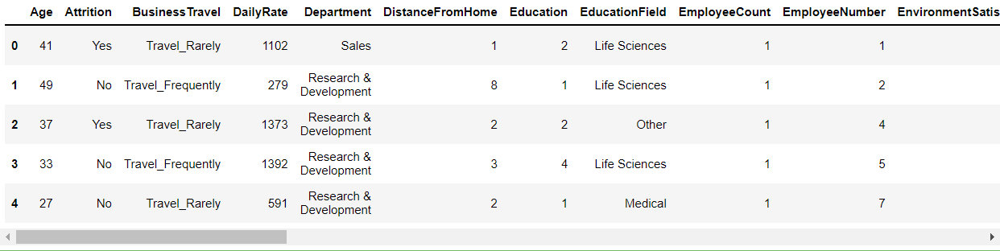 Age Attrition BusinessTravel DailyRate Department DistanceFromHome Education EducationField EmployeeCount EmployeeNumber EnvironmentSatis
0 41 Yes Travel_Rarely 1102 Sales 1 2 Life Sciences 1 1
1 49 No Travel_Frequently 279 Research & Development 8 1 Life Sciences 1 2
2 37 Yes Travel_Rarely 1373 Research & Development 2 2 Other 1 4
3 33 No Travel_Frequently 1392 Research & Development 3 4 Life Sciences 1 5
4 27 No Travel_Rarely 591 Research & Development 2 1 Medical 1 7